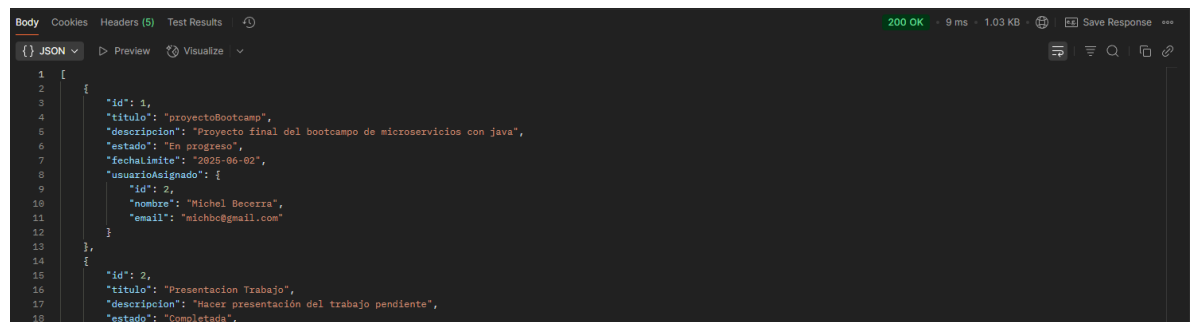 Body Cookies Headers (5) Test Results 200 OK 9 ms 1.03 KB Save Response
{} JSON Preview Visualize
1 [
2 {
3 "id": 1,
4 "titulo": "proyectoBootcamp",
5 "descripcion": "Proyecto final del bootcampo de microservicios con java",
6 "estado": "En progreso",
7 "fechaLimite": "2025-06-02",
8 "usuarioAsignado": {
9 "id": 2,
10 "nombre": "Michel Becerra",
11 "email": "michbc@gmail.com"
12 }
13 },
14 {
15 "id": 2,
16 "titulo": "Presentacion Trabajo",
17 "descripcion": "Hacer presentación del trabajo pendiente",
18 "estado": "Completada",